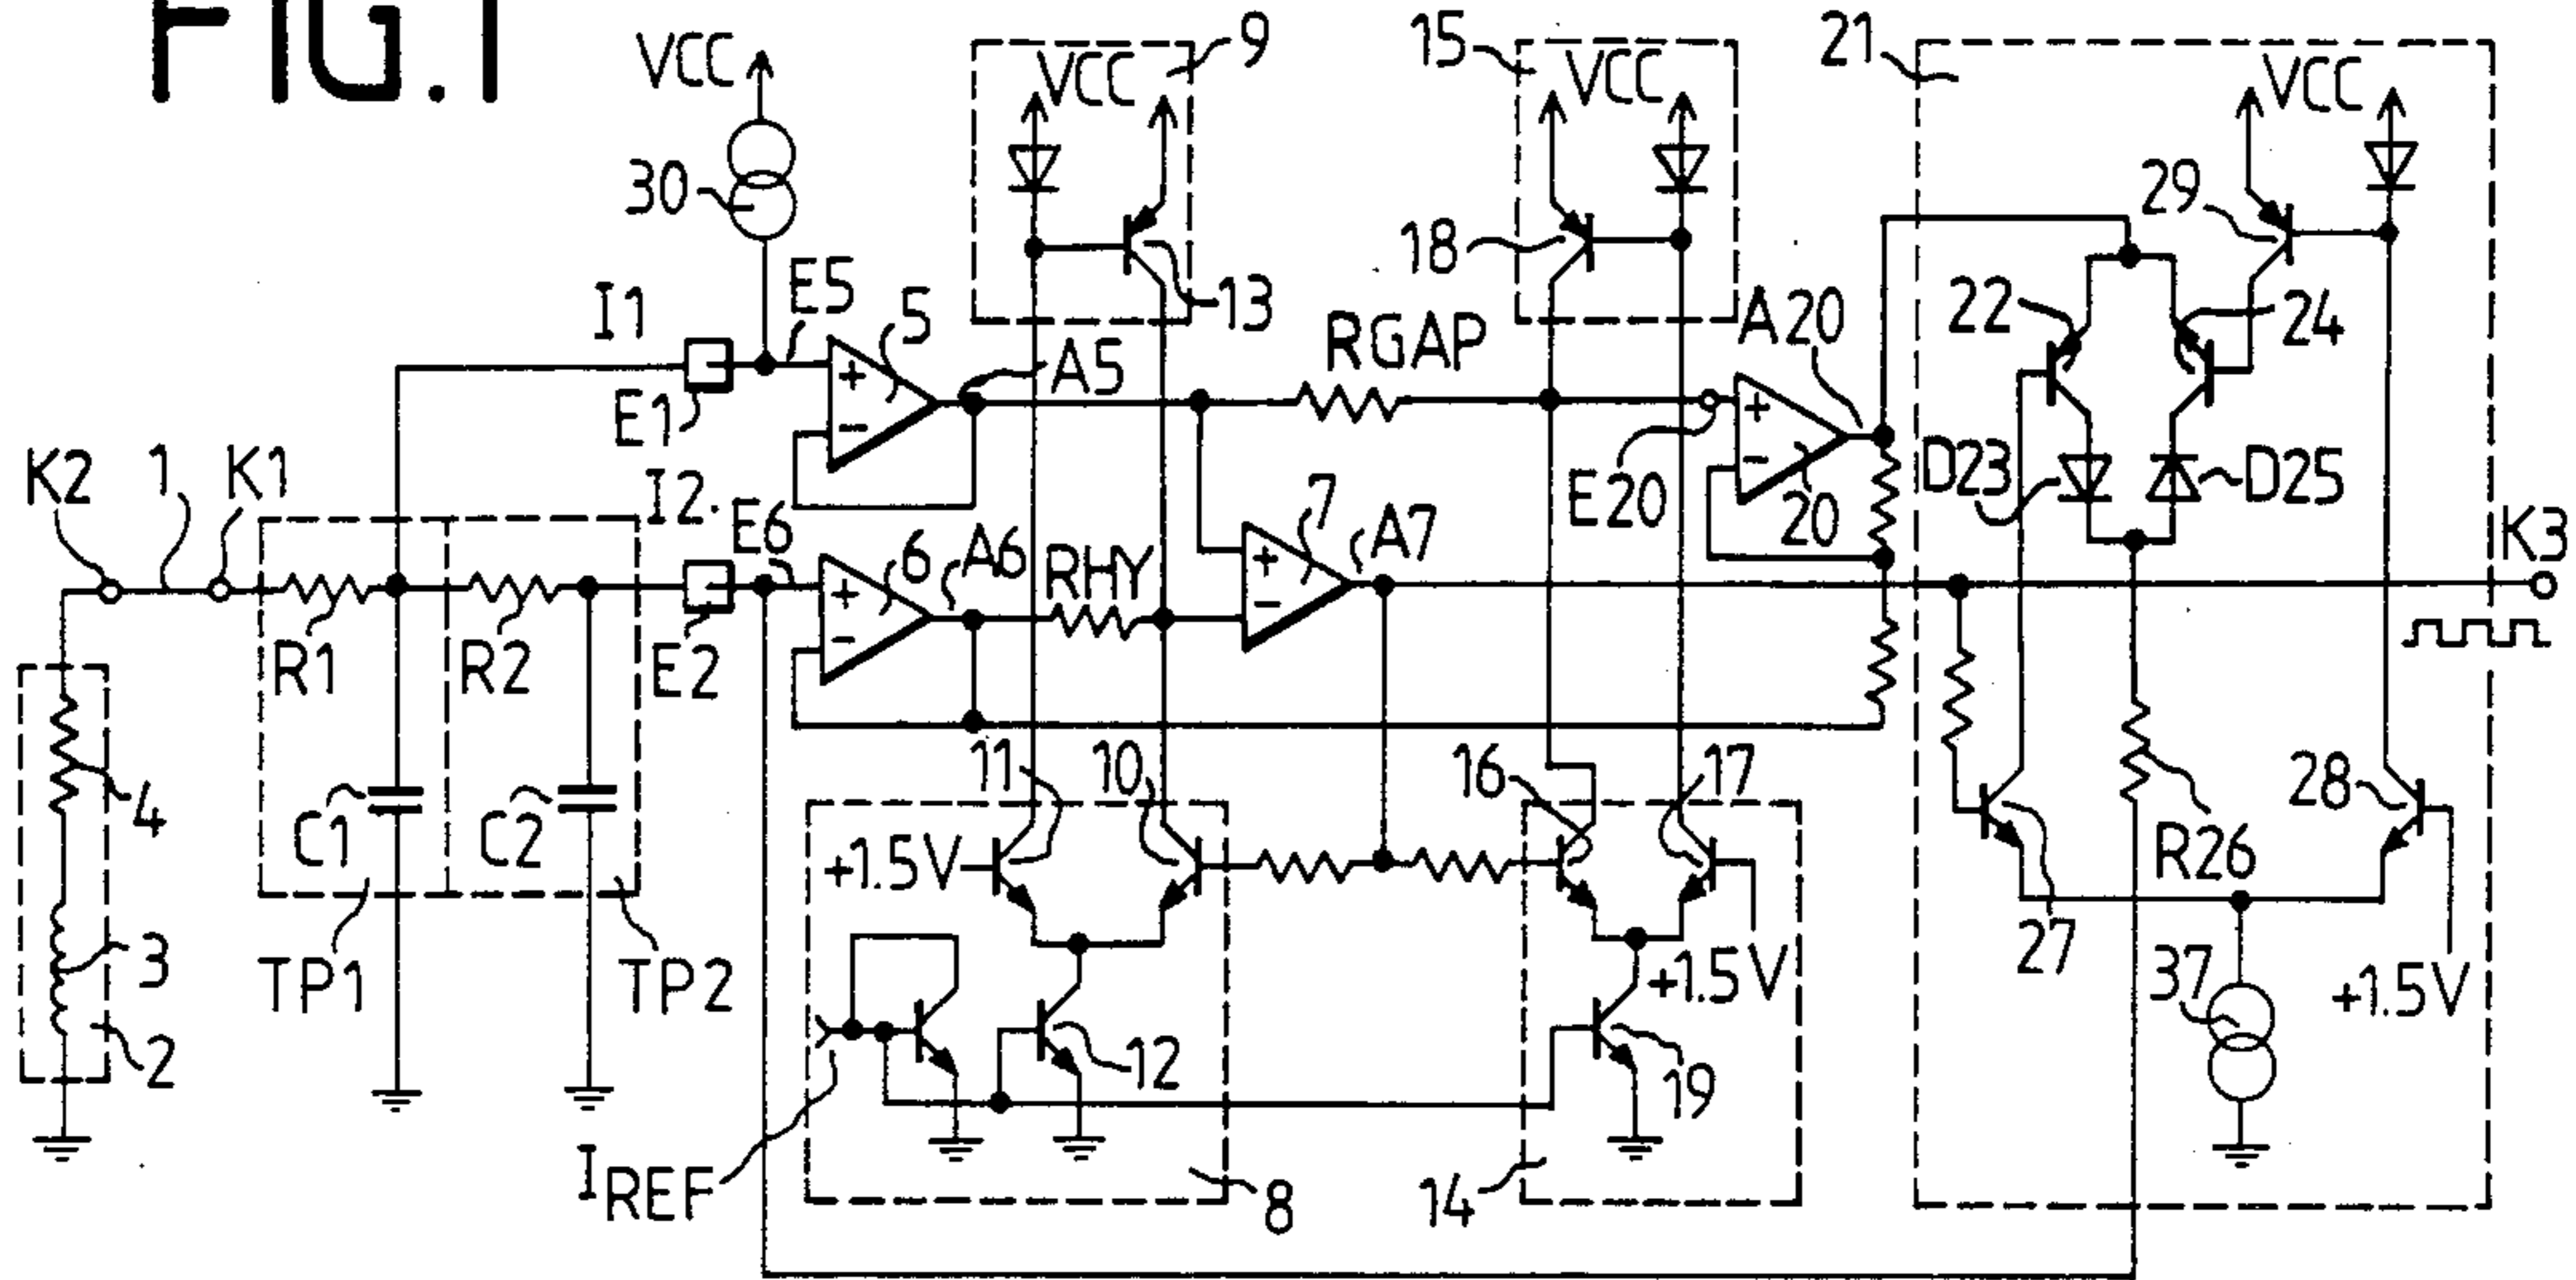 FIG.1
VCC
VCC
9
15
VCC
21
VCC
30
29
18
13
I1
E5
5
A5
RGAP
A20
22
24
E1
K2
1
K1
I2.
E6
6
A6
RHY
7
A7
E20
20
D23
D25
K3
R1
R2
E2
4
C1
C2
11
10
16
17
28
+1.5V
R26
3
TP1
TP2
+1.5V
27
37
+1.5V
2
12
19
IREF
8
14